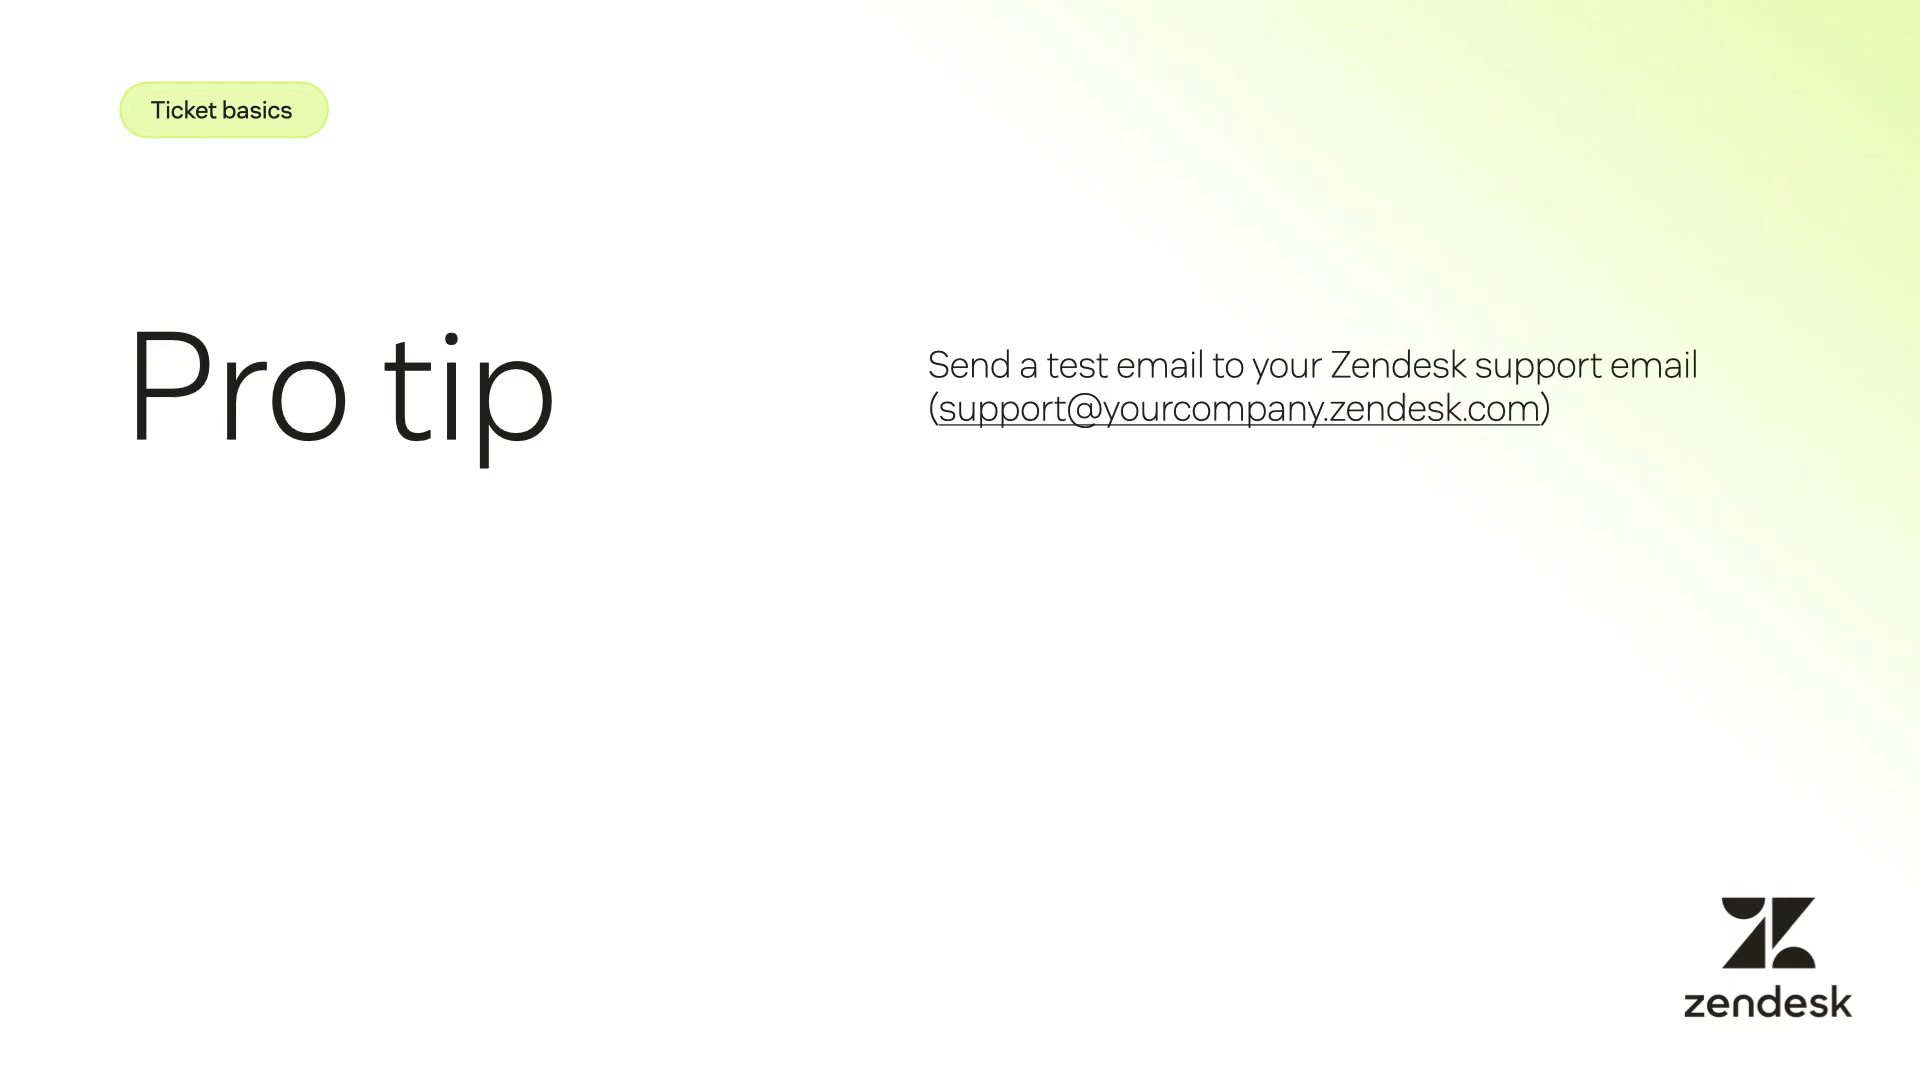 Ticket basics
Pro tip
Send a test email to your Zendesk support email
(support@yourcompany.zendesk.com)
zendesk